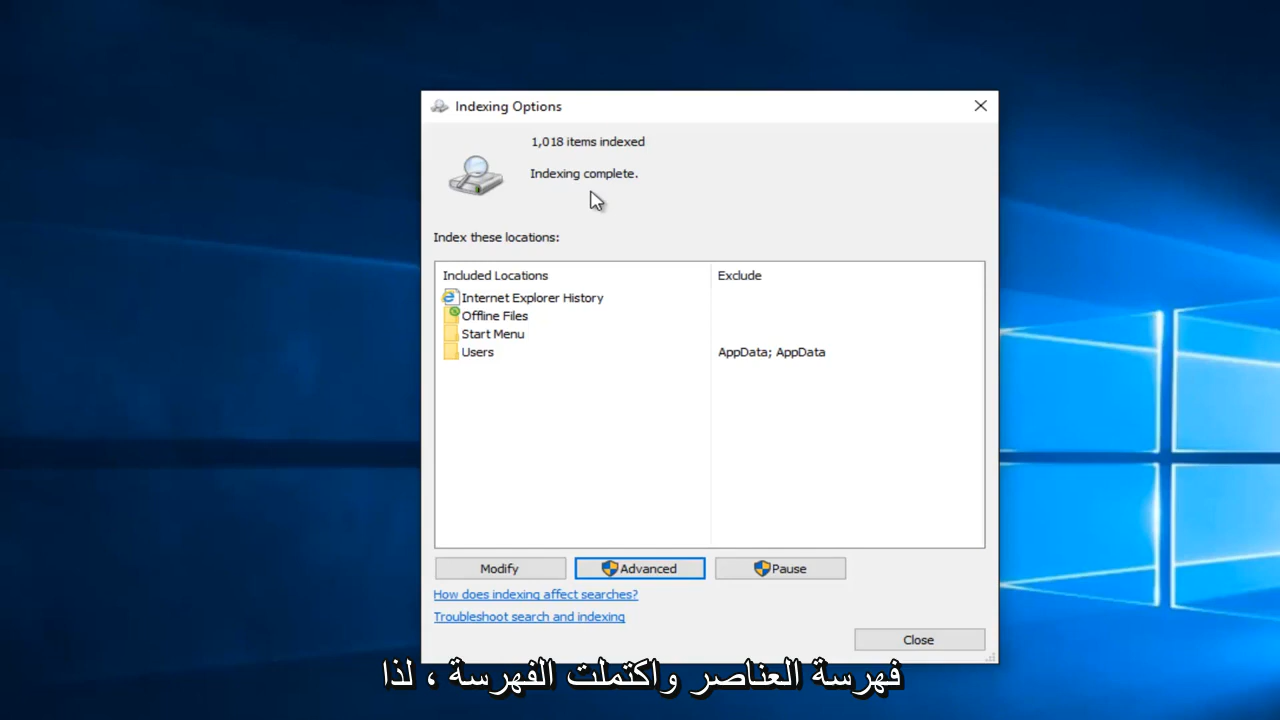 Indexing Options
1,018 items indexed
Indexing complete.
Index these locations:
Included Locations
Exclude
Internet Explorer History
Offline Files
Start Menu
Users
AppData; AppData
Modify
Advanced
Pause
How does indexing affect searches?
Troubleshoot search and indexing
Close
فهرسة العناصر واكتملت الفهرسة ، لذا